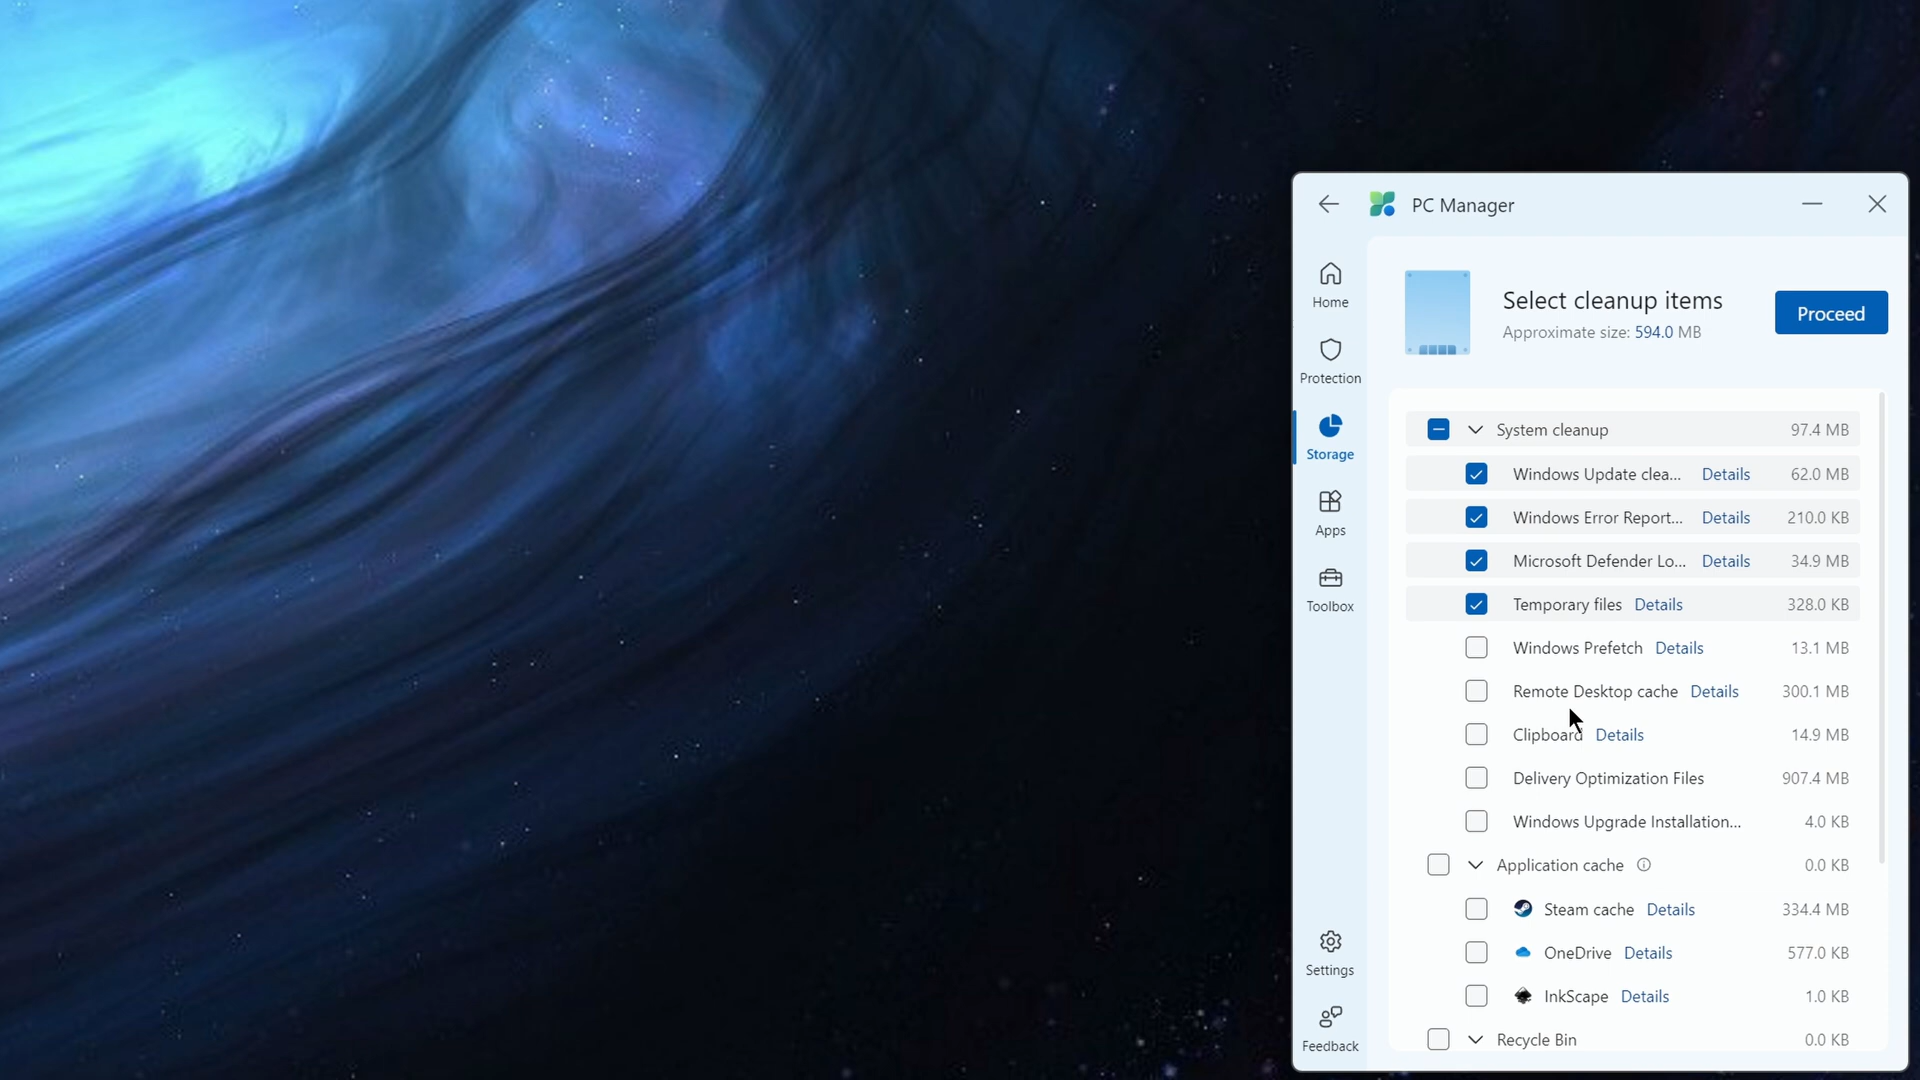 PC Manager
Home
Protection
Storage
Apps
Toolbox
Settings
Feedback
Select cleanup items
Approximate size: 594.0 MB
Proceed
System cleanup 97.4 MB
Windows Update clea... Details 62.0 MB
Windows Error Report... Details 210.0 KB
Microsoft Defender Lo... Details 34.9 MB
Temporary files Details 328.0 KB
Windows Prefetch Details 13.1 MB
Remote Desktop cache Details 300.1 MB
Clipboard Details 14.9 MB
Delivery Optimization Files 907.4 MB
Windows Upgrade Installation... 4.0 KB
Application cache 0.0 KB
Steam cache Details 334.4 MB
OneDrive Details 577.0 KB
InkScape Details 1.0 KB
Recycle Bin 0.0 KB